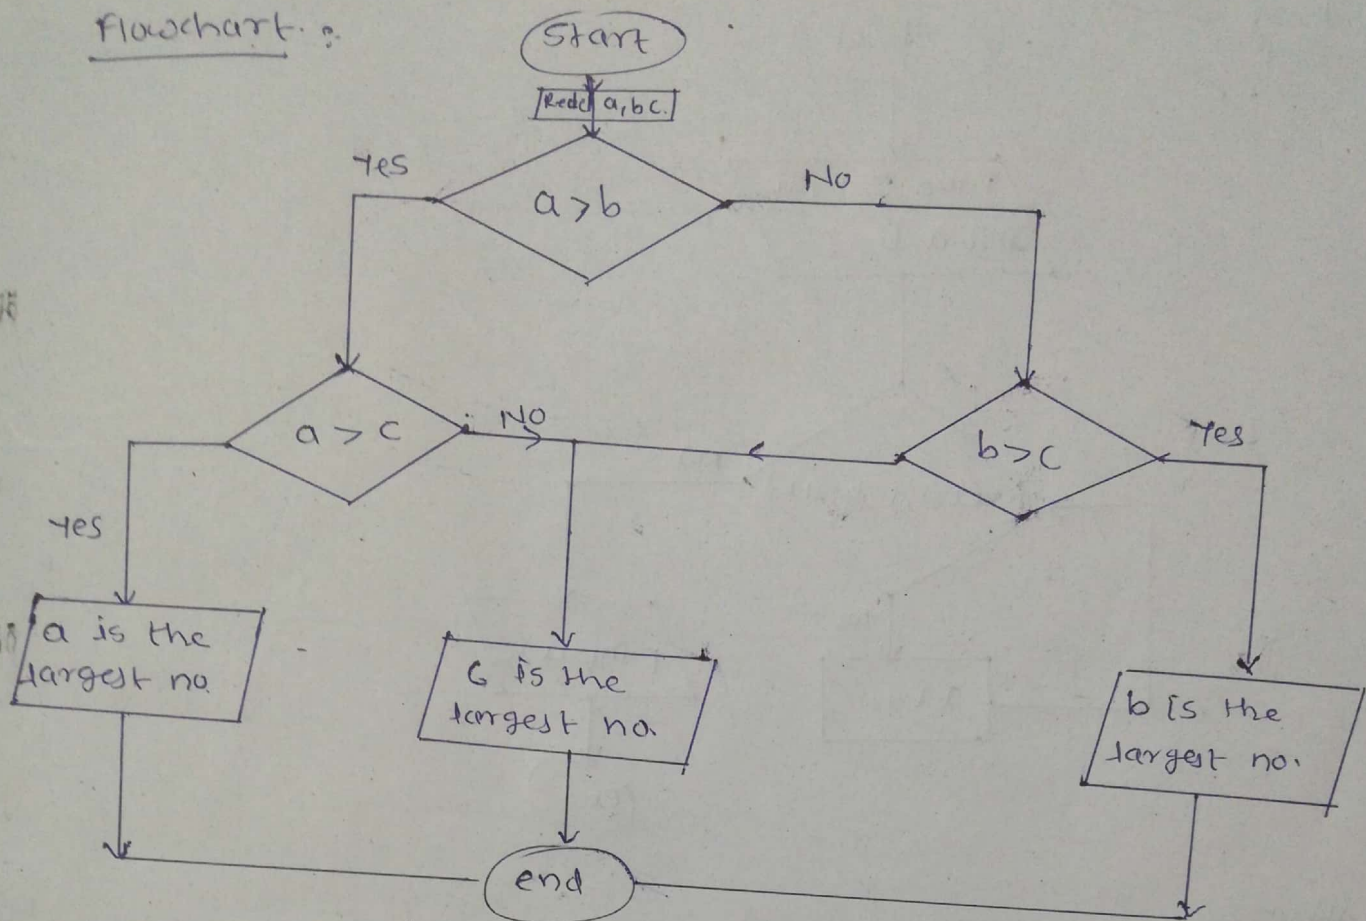 Flowchart :
Start
Read a, b c.
Yes
a > b
No
a > c
No
b > c
Yes
Yes
a is the
largest no.
C is the
largest no.
b is the
largest no.
end